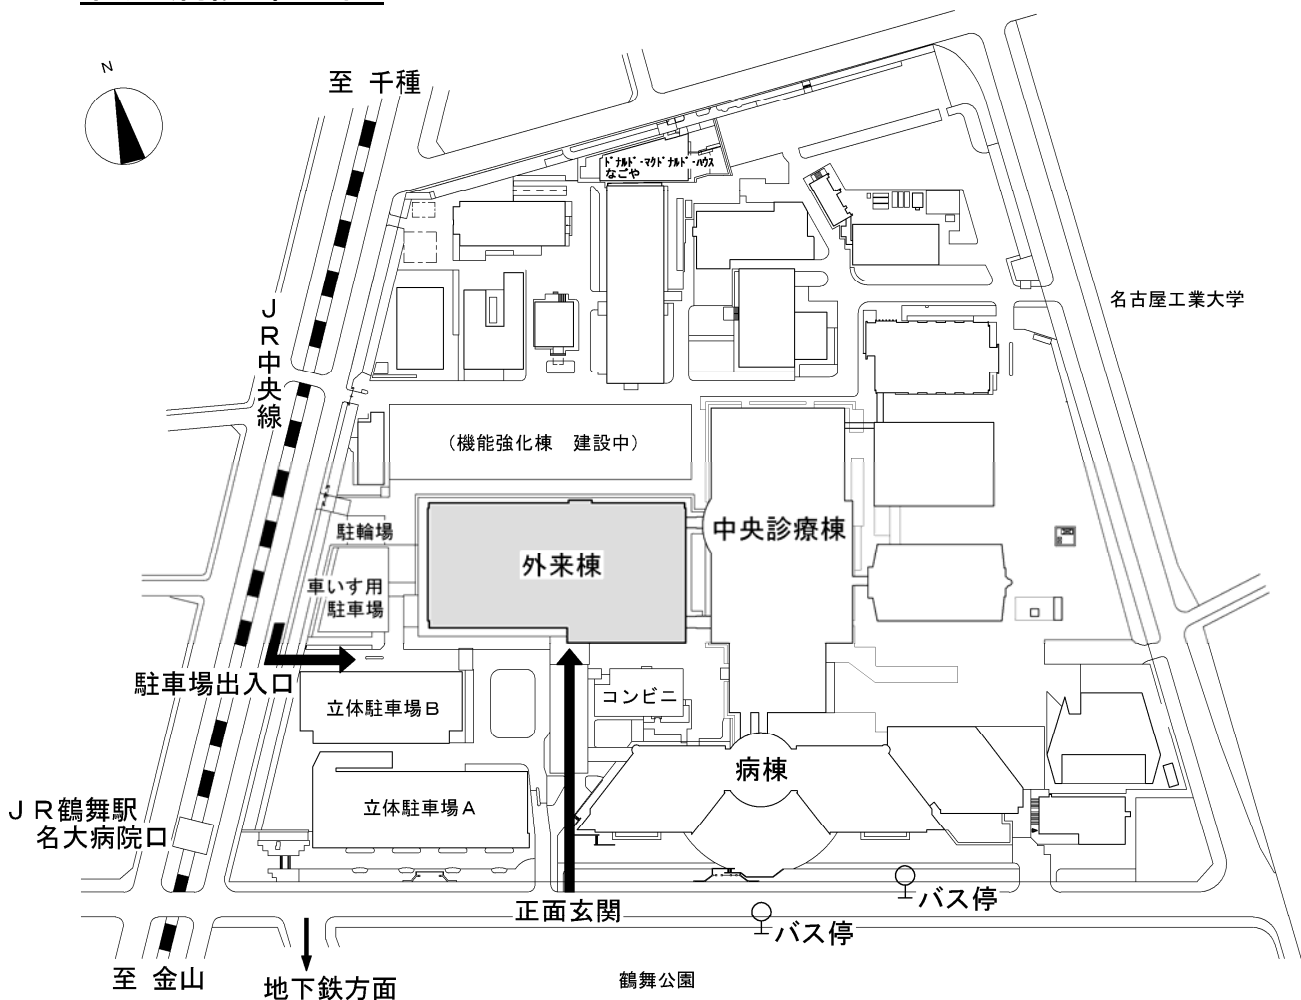 N
至 千種
ﾄﾞﾅﾙﾄﾞ･ﾏｸﾄﾞﾅﾙﾄﾞ･ﾊｳｽ
なごや
名古屋工業大学
ＪＲ中央線
（機能強化棟　建設中）
中央診療棟
駐輪場
外来棟
車いす用
駐車場
駐車場出入口
コンビニ
立体駐車場Ｂ
病棟
立体駐車場Ａ
ＪＲ鶴舞駅
名大病院口
正面玄関
バス停
バス停
至 金山
地下鉄方面
鶴舞公園